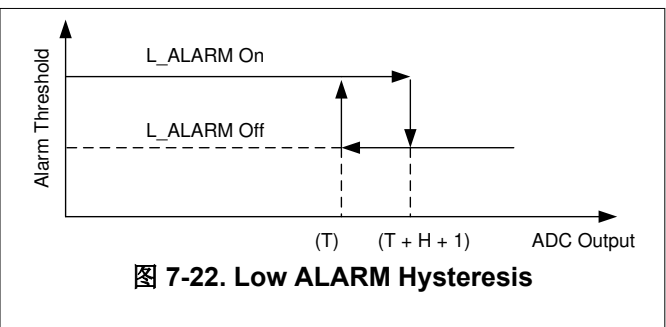 Alarm Threshold
L_ALARM On
L_ALARM Off
(T)
(T + H + 1)
ADC Output
图 7-22. Low ALARM Hysteresis